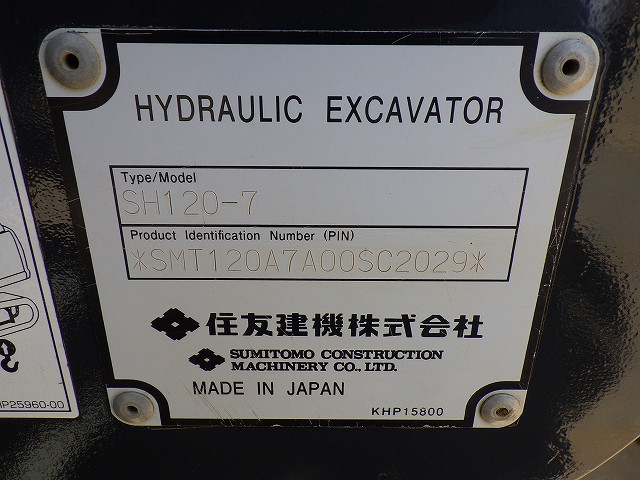 HYDRAULIC EXCAVATOR
Type/Model
SH120-7
Product Identification Number (PIN)
*SMT120A7A00SC2029*
住友建機株式会社
SUMITOMO CONSTRUCTION
MACHINERY CO., LTD.
MADE IN JAPAN
KHP15800
HP25960-00